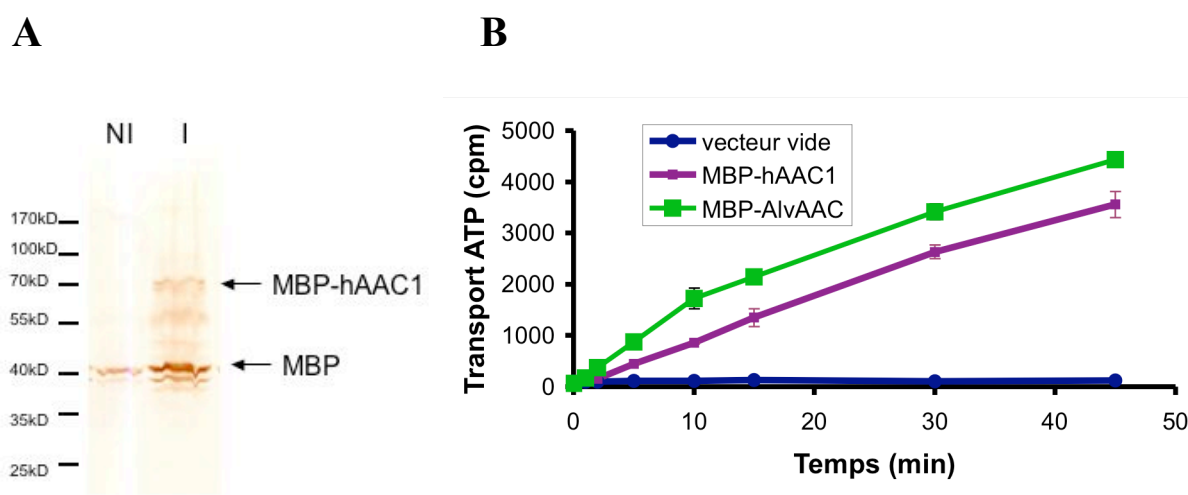 A
B
NI I
170kD
100kD
70kD
55kD
40kD
35kD
25kD
MBP-hAAC1
MBP
Transport ATP (cpm)
5000
4000
3000
2000
1000
0
vecteur vide
MBP-hAAC1
MBP-AlvAAC
0 10 20 30 40 50
Temps (min)